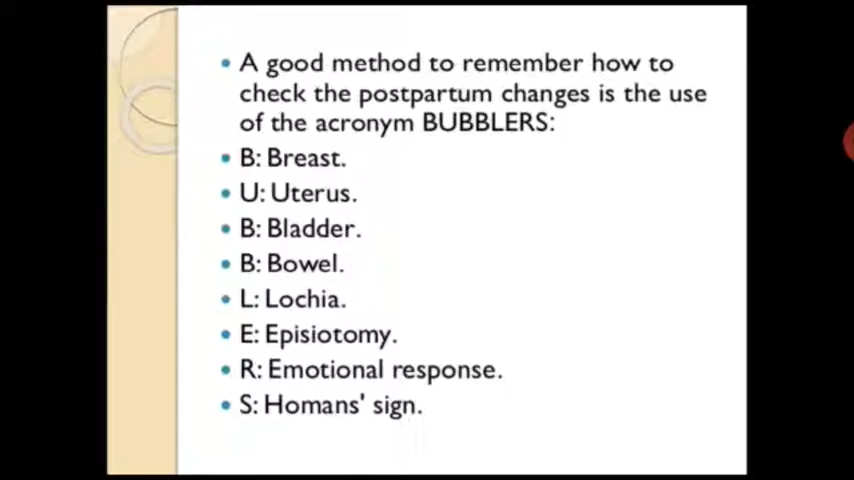 A good method to remember how to
check the postpartum changes is the use
of the acronym BUBBLERS:
B: Breast.
U: Uterus.
B: Bladder.
B: Bowel.
L: Lochia.
E: Episiotomy.
R: Emotional response.
S: Homans' sign.